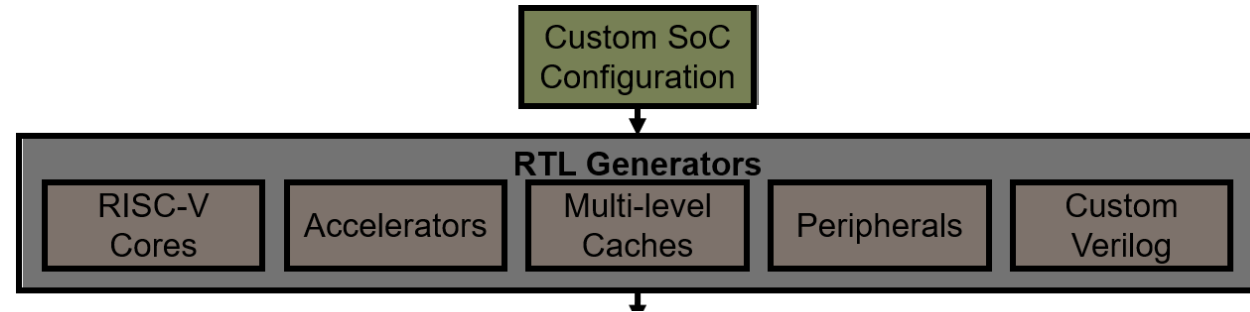 Custom SoC
Configuration
RTL Generators
RISC-V
Cores
Accelerators
Multi-level
Caches
Peripherals
Custom
Verilog